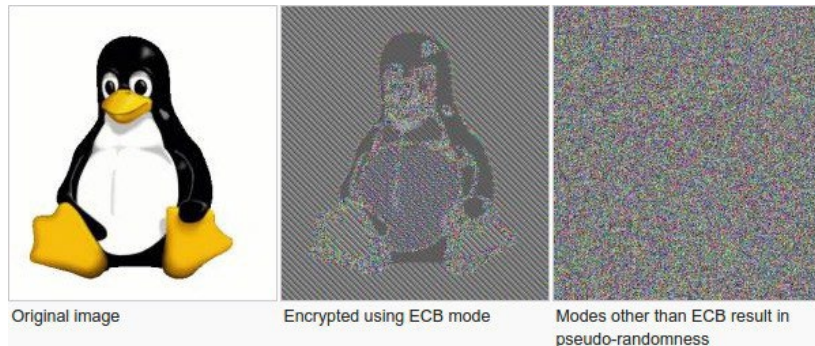 Original image
Encrypted using ECB mode
Modes other than ECB result in
pseudo-randomness